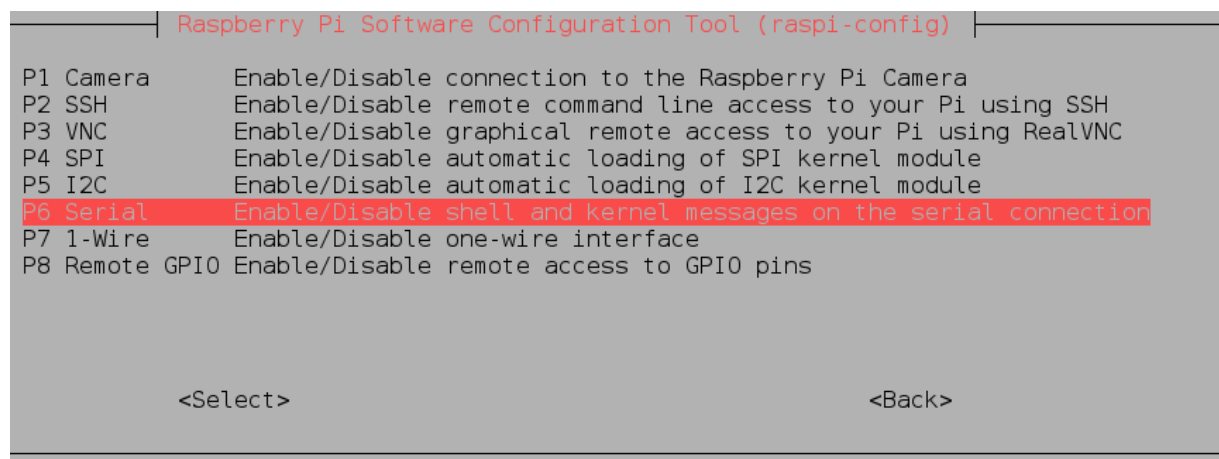 Raspberry Pi Software Configuration Tool (raspi-config)
P1 Camera Enable/Disable connection to the Raspberry Pi Camera
P2 SSH Enable/Disable remote command line access to your Pi using SSH
P3 VNC Enable/Disable graphical remote access to your Pi using RealVNC
P4 SPI Enable/Disable automatic loading of SPI kernel module
P5 I2C Enable/Disable automatic loading of I2C kernel module
P6 Serial Enable/Disable shell and kernel messages on the serial connection
P7 1-Wire Enable/Disable one-wire interface
P8 Remote GPIO Enable/Disable remote access to GPIO pins
<Select> <Back>